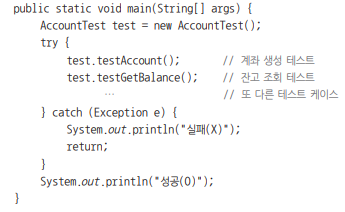 public static void main(String[] args) {
AccountTest test = new AccountTest();
try {
test.testAccount(); // 계좌 생성 테스트
test.testGetBalance(); // 잔고 조회 테스트
… // 또 다른 테스트 케이스
} catch (Exception e) {
System.out.println("실패(X)");
return;
}
System.out.println("성공(O)");
}